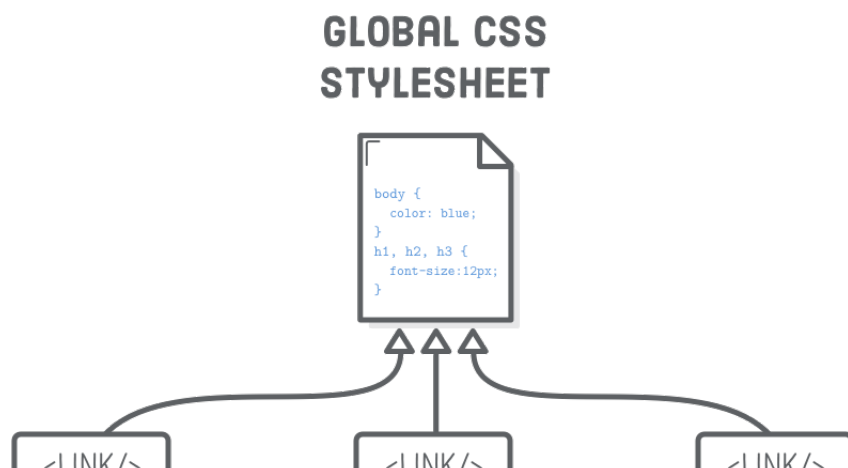 GLOBAL CSS
STYLESHEET
body {
  color: blue;
}
h1, h2, h3 {
  font-size:12px;
}
<LINK/> <LINK/> <LINK/>